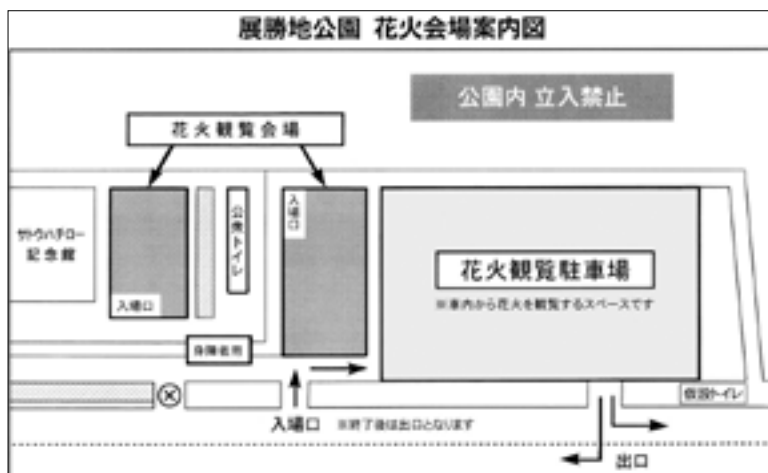 展勝地公園 花火会場案内図
公園内 立入禁止
花火観覧会場
サトウハチロー
記念館
入場口
公衆トイレ
入場口
花火観覧駐車場
※車内から花火を観覧するスペースです
身障者用
仮設トイレ
入場口 ※終了後は出口となります
出口